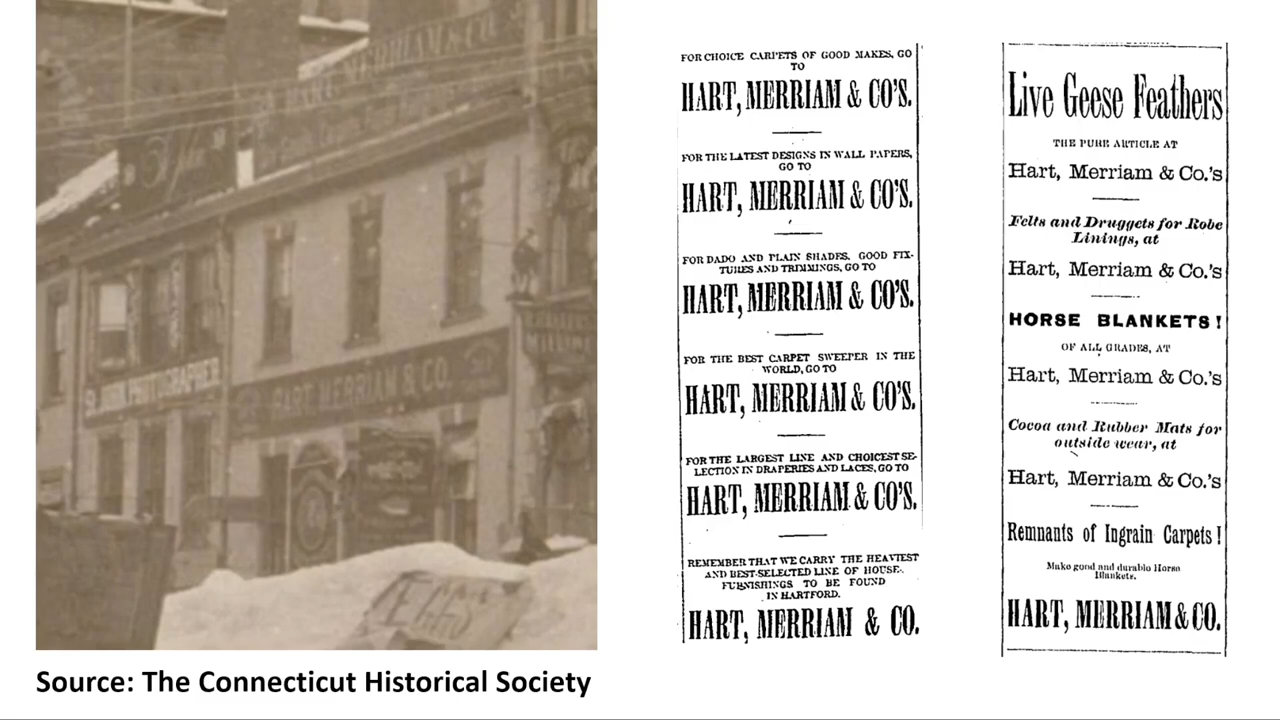 HART, MERRIAM & CO.
Source: The Connecticut Historical Society
FOR CHOICE CARPETS OF GOOD MAKES, GO
TO
HART, MERRIAM & CO'S.
FOR THE LATEST DESIGNS IN WALL PAPERS,
GO TO
HART, MERRIAM & CO'S.
FOR DADO AND PLAIN SHADES, GOOD FIX-
TURES AND TRIMMINGS, GO TO
HART, MERRIAM & CO'S.
FOR THE BEST CARPET SWEEPER IN THE
WORLD, GO TO
HART, MERRIAM & CO'S.
FOR THE LARGEST LINE AND CHOICEST SE-
LECTION IN DRAPERIES AND LACES, GO TO
HART, MERRIAM & CO'S.
REMEMBER THAT WE CARRY THE HEAVIEST
AND BEST-SELECTED LINE OF HOUSE-
FURNISHINGS TO BE FOUND
IN HARTFORD.
HART, MERRIAM & CO.
Live Geese Feathers
THE PURE ARTICLE AT
Hart, Merriam & Co.'s
Felts and Druggets for Robe
Linings, at
Hart, Merriam & Co.'s
HORSE BLANKETS!
OF ALL GRADES, AT
Hart, Merriam & Co.'s
Cocoa and Rubber Mats for
outside wear, at
Hart, Merriam & Co.'s
Remnants of Ingrain Carpets!
Make good and durable Horse
Blankets.
HART, MERRIAM & CO.